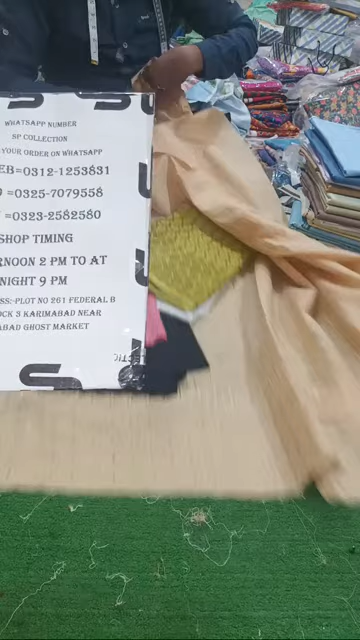 WHATSAPP NUMBER
SP COLLECTION
YOUR ORDER ON WHATSAPP
EB=0312-1253831
=0325-7079558
=0323-2582580
SHOP TIMING
RNOON 2 PM TO AT
NIGHT 9 PM
SS:-PLOT NO 261 FEDERAL B
OCK 3 KARIMABAD NEAR
ABAD GHOST MARKET